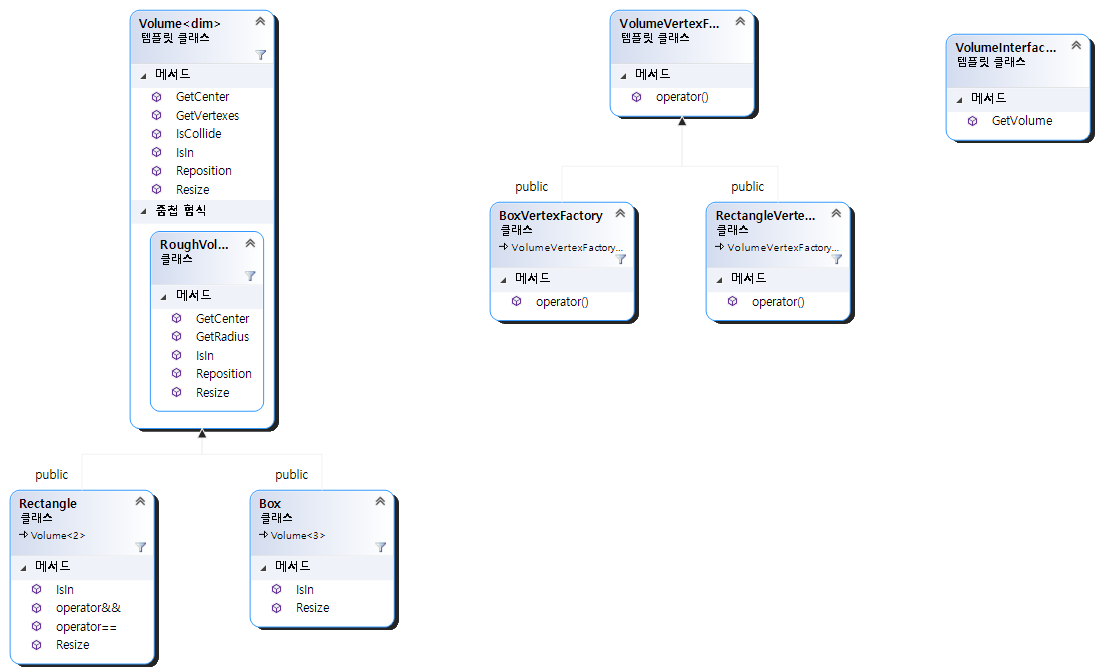 Volume<dim>
템플릿 클래스
메서드
GetCenter
GetVertexes
IsCollide
IsIn
Reposition
Resize
중첩 형식
RoughVol...
클래스
메서드
GetCenter
GetRadius
IsIn
Reposition
Resize
public
public
Rectangle
클래스
Volume<2>
메서드
IsIn
operator&&
operator==
Resize
Box
클래스
Volume<3>
메서드
IsIn
Resize
VolumeVertexF...
템플릿 클래스
메서드
operator()
public
public
BoxVertexFactory
클래스
VolumeVertexFactory...
메서드
operator()
RectangleVerte...
클래스
VolumeVertexFactory...
메서드
operator()
VolumeInterfac...
템플릿 클래스
메서드
GetVolume